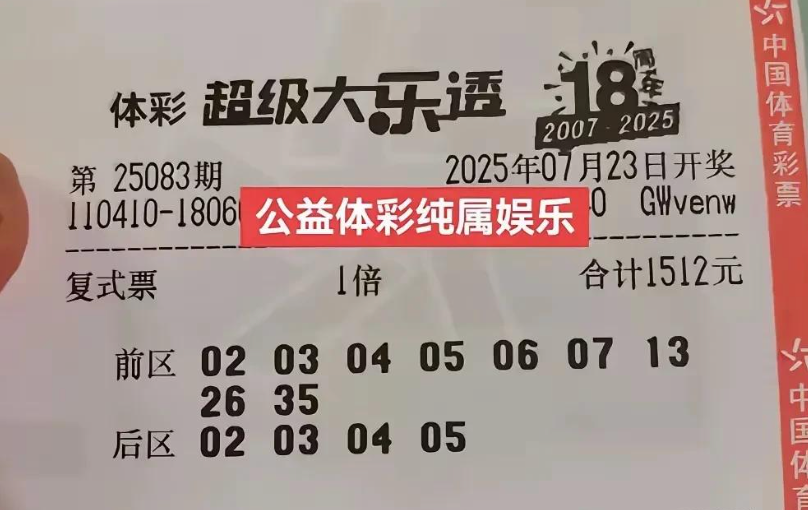 体彩 超级大乐透 18周年
2007-2025
第 25083期 2025年07月23日开奖
110410-1806 0 GWvenw
公益体彩纯属娱乐
复式票 1倍 合计1512元
前区 02 03 04 05 06 07 13
26 35
后区 02 03 04 05
中国体育彩票
中国体育